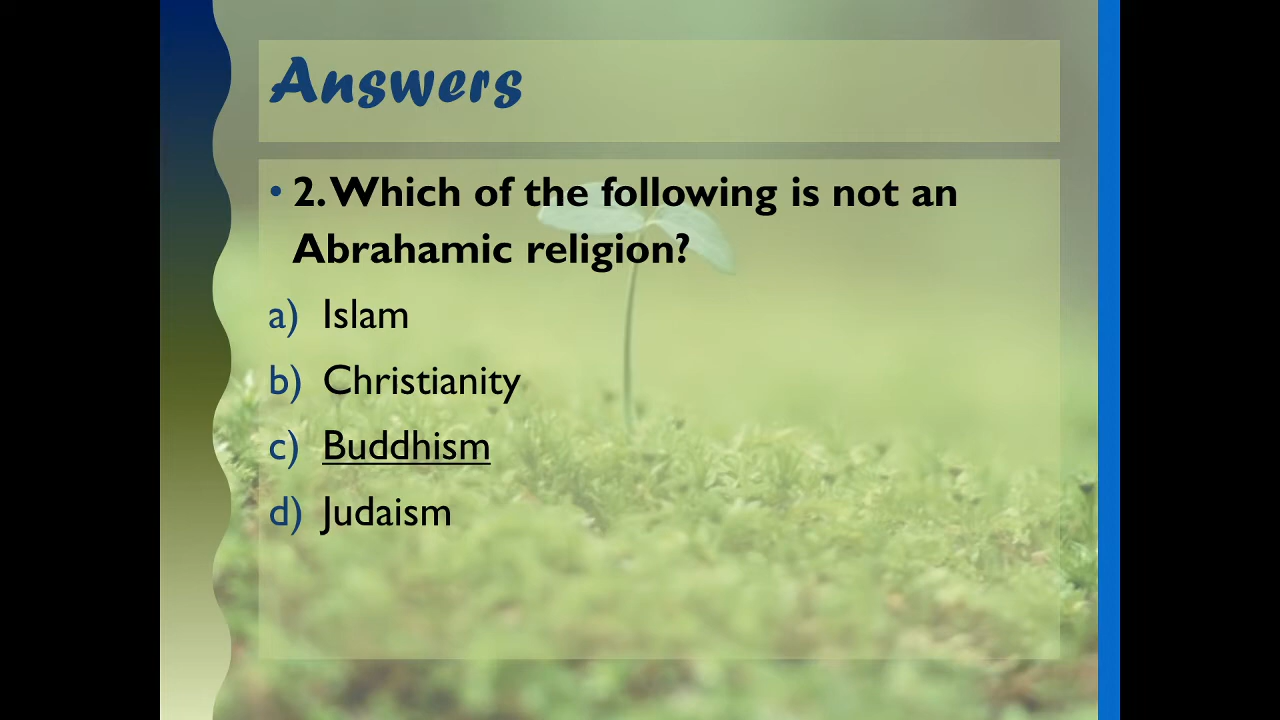 Answers
• 2. Which of the following is not an
Abrahamic religion?
a) Islam
b) Christianity
c) Buddhism
d) Judaism